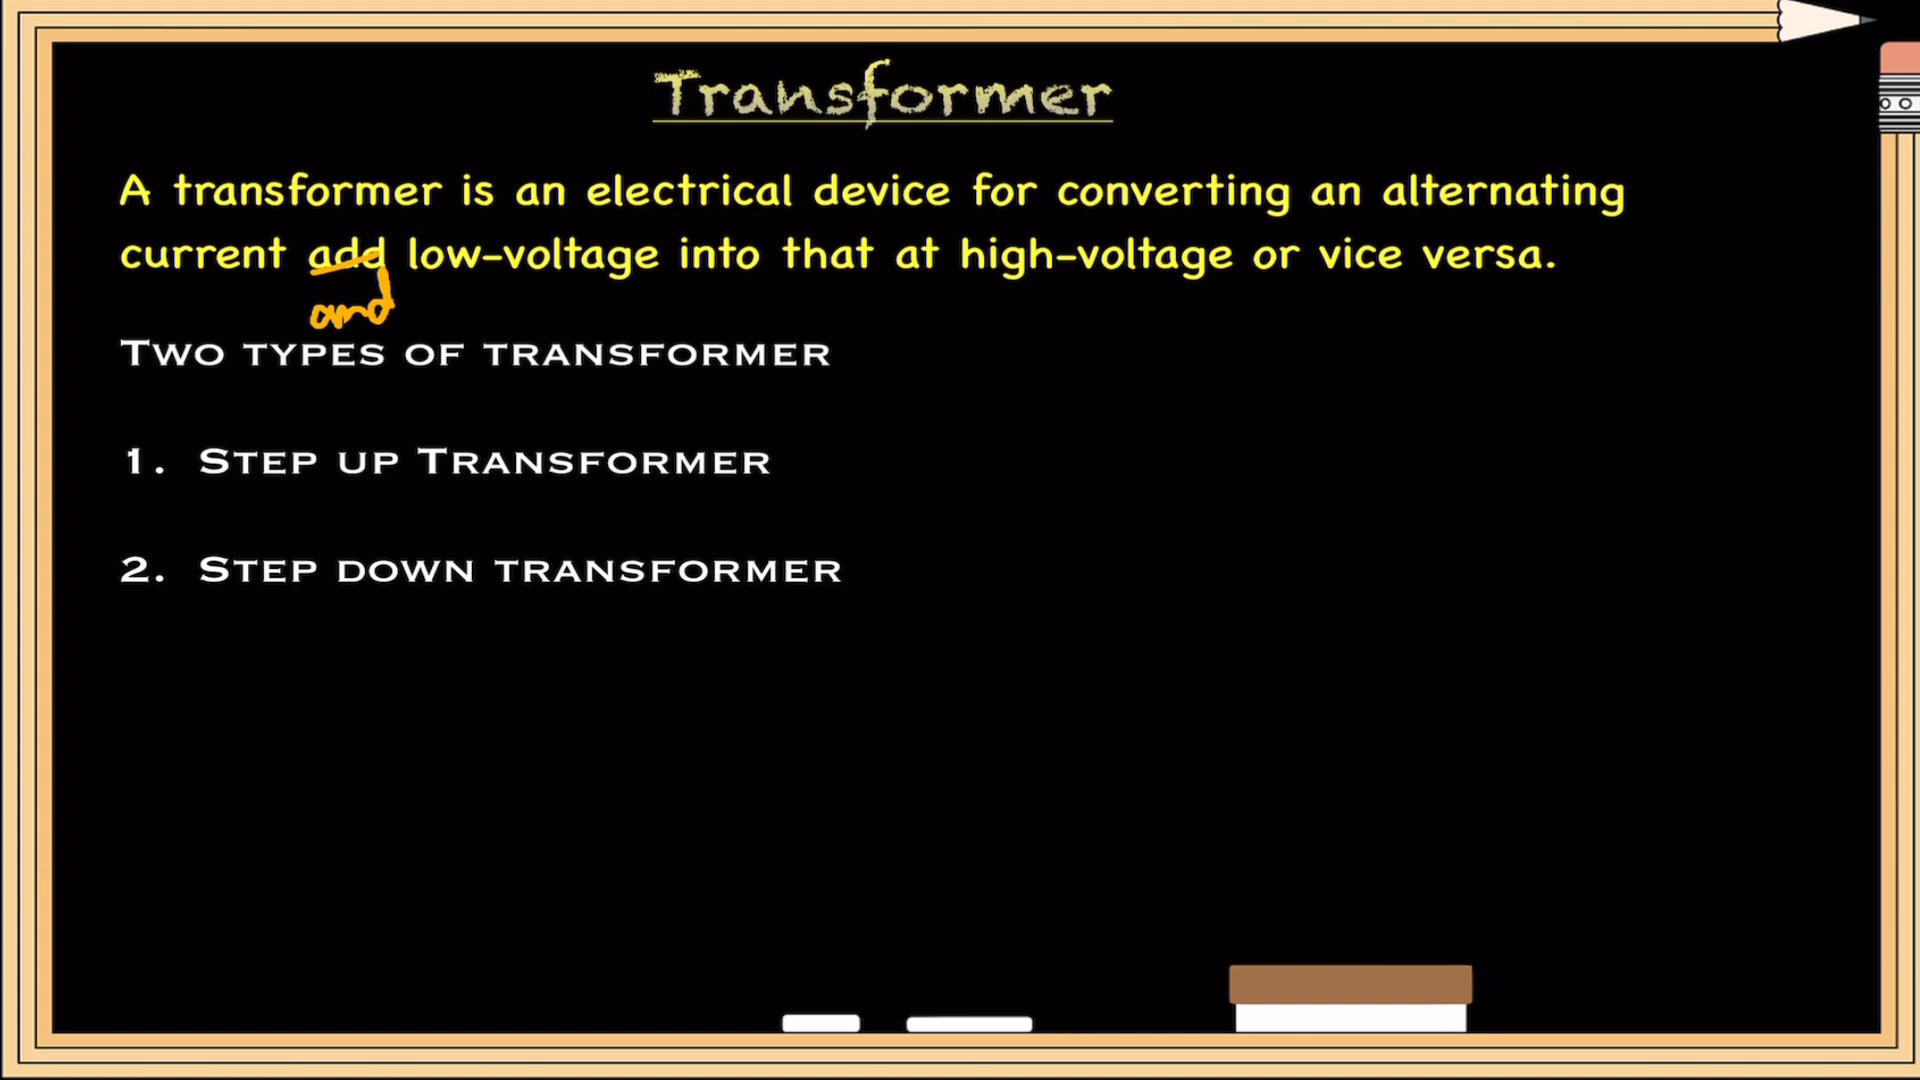 Transformer
A transformer is an electrical device for converting an alternating
current add low-voltage into that at high-voltage or vice versa.
and
Two types of transformer
1. Step up Transformer
2. Step down transformer